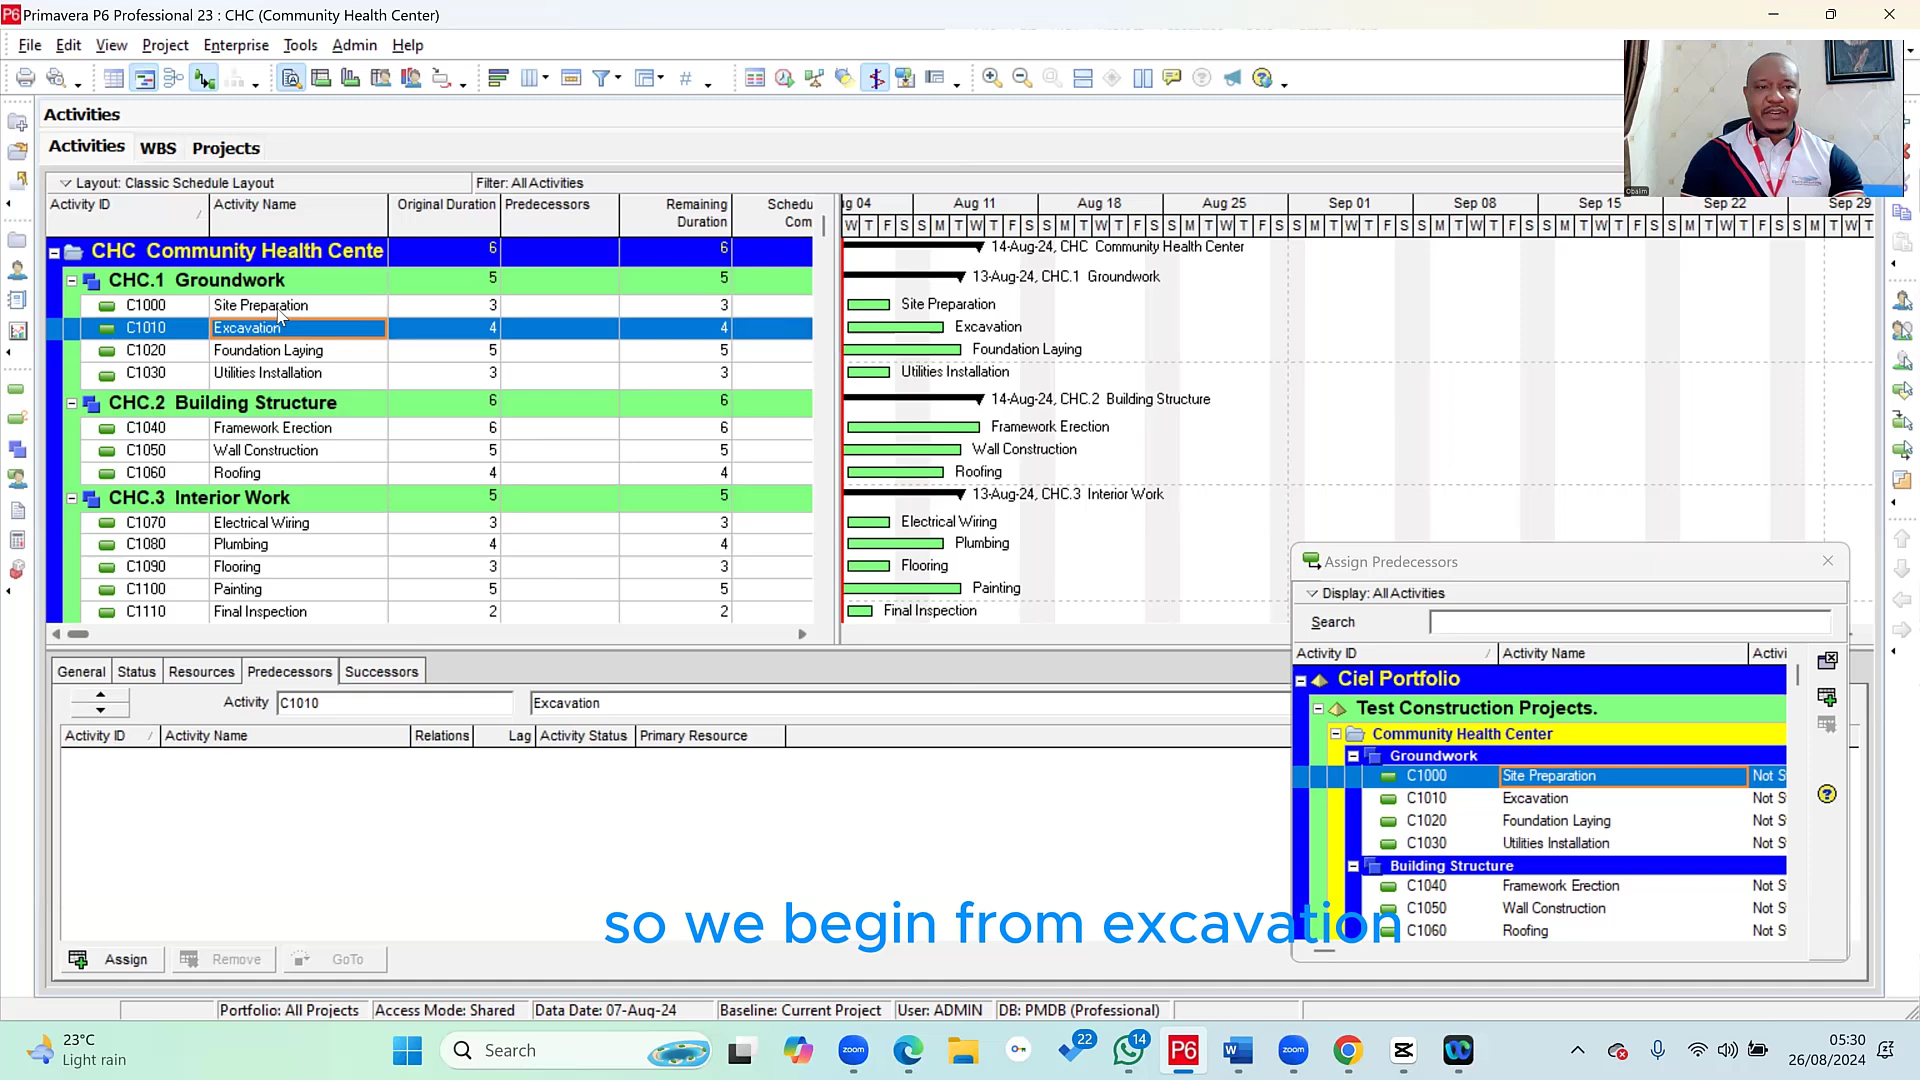 Primavera P6 Professional 23 : CHC (Community Health Center)
File Edit View Project Enterprise Tools Admin Help
Activities
Activities WBS Projects
Layout: Classic Schedule Layout
Filter: All Activities
Activity ID Activity Name Original Duration Predecessors Remaining Duration Schedu Com
Aug 11 Aug 18 Aug 25 Sep 01 Sep 08 Sep 15 Sep 22 Sep 29
W T F S S M T W T F S S M T W T F S S M T W T F S S M T W T F S S M T W T F S S M T W T F S S M T W T F S S M T W T
CHC Community Health Cente 6 6
14-Aug-24, CHC Community Health Center
CHC.1 Groundwork 5 5
13-Aug-24, CHC.1 Groundwork
C1000 Site Preparation 3 3 Site Preparation
C1010 Excavation 4 4 Excavation
C1020 Foundation Laying 5 5 Foundation Laying
C1030 Utilities Installation 3 3 Utilities Installation
CHC.2 Building Structure 6 6
14-Aug-24, CHC.2 Building Structure
C1040 Framework Erection 6 6 Framework Erection
C1050 Wall Construction 5 5 Wall Construction
C1060 Roofing 4 4 Roofing
CHC.3 Interior Work 5 5
13-Aug-24, CHC.3 Interior Work
C1070 Electrical Wiring 3 3 Electrical Wiring
C1080 Plumbing 4 4 Plumbing
C1090 Flooring 3 3 Flooring
C1100 Painting 5 5 Painting
C1110 Final Inspection 2 2 Final Inspection
General Status Resources Predecessors Successors
Activity C1010 Excavation
Activity ID Activity Name Relations Lag Activity Status Primary Resource
Assign Remove GoTo
Assign Predecessors
Display: All Activities
Search
Activity ID Activity Name Activi
Ciel Portfolio
Test Construction Projects.
Community Health Center
Groundwork
C1000 Site Preparation Not S
C1010 Excavation Not S
C1020 Foundation Laying Not S
C1030 Utilities Installation Not S
Building Structure
C1040 Framework Erection Not S
C1050 Wall Construction Not S
C1060 Roofing Not S
so we begin from excavation
Portfolio: All Projects Access Mode: Shared Data Date: 07-Aug-24 Baseline: Current Project User: ADMIN DB: PMDB (Professional)
23°C
Light rain
Search
zoom
22
14
P6
W
zoom
05:30
26/08/2024